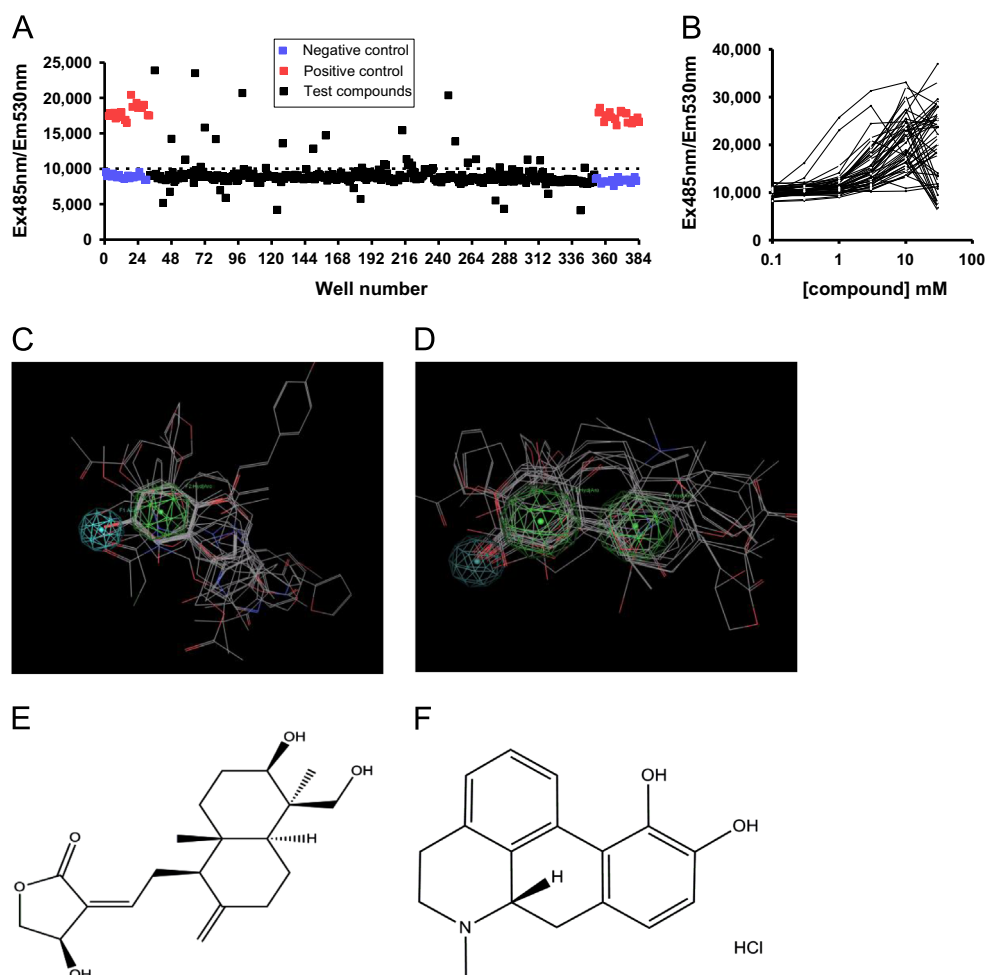 A
Ex485nm/Em530nm
25,000
20,000
15,000
10,000
5,000
0
Negative control
Positive control
Test compounds
0 24 48 72 96 120 144 168 192 216 240 264 288 312 336 360 384
Well number
B
Ex485nm/Em530nm
40,000
30,000
20,000
10,000
0
0.1 1 10 100
[compound] mM
C
D
E
OH
OH
H
O
O
OH
F
OH
OH
H
N
HCl